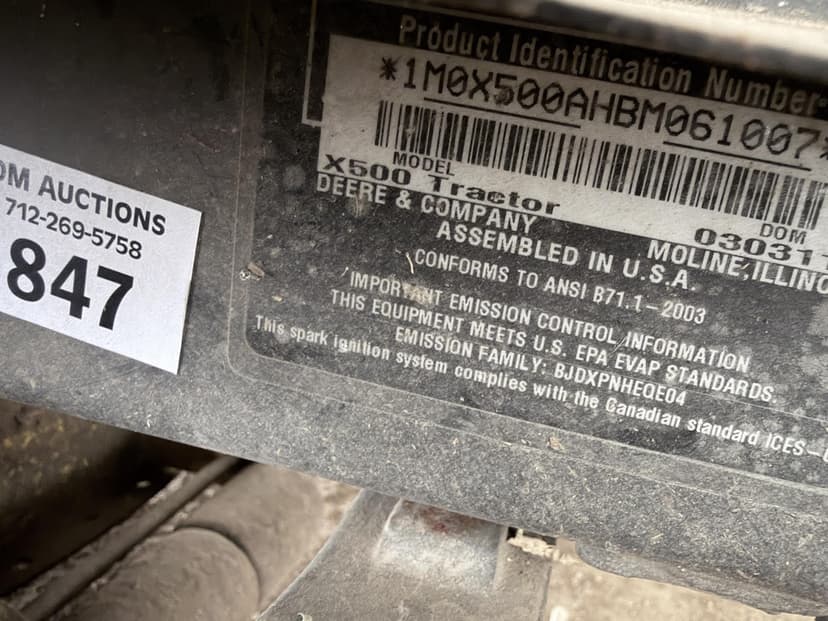 Product Identification Number
*1M0X500AHBM061007*
MODEL
X500 Tractor
DOM
DEERE & COMPANY
MOLINE, ILLINO
ASSEMBLED IN U.S.A.
CONFORMS TO ANSI B71.1-2003
IMPORTANT EMISSION CONTROL INFORMATION
THIS EQUIPMENT MEETS U.S. EPA EVAP STANDARDS.
EMISSION FAMILY: BJDXPNHEQE04
This spark ignition system complies with the Canadian standard ICES-
OM AUCTIONS
712-269-5758
847